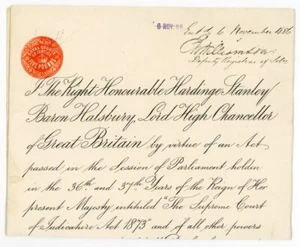 6 NOV. 86
Entd. 6 November 1886
Deputy Registrar of
I The Right Honourable Hardinge Stanley
Baron Halsbury, Lord High Chancellor
of Great Britain by virtue of an Act
passed in the Session of Parliament holden
in the 36th and 37th Years of the Reign of Her
present Majesty intituled "The Supreme Court
of Judicature Act 1873" and of all other powers